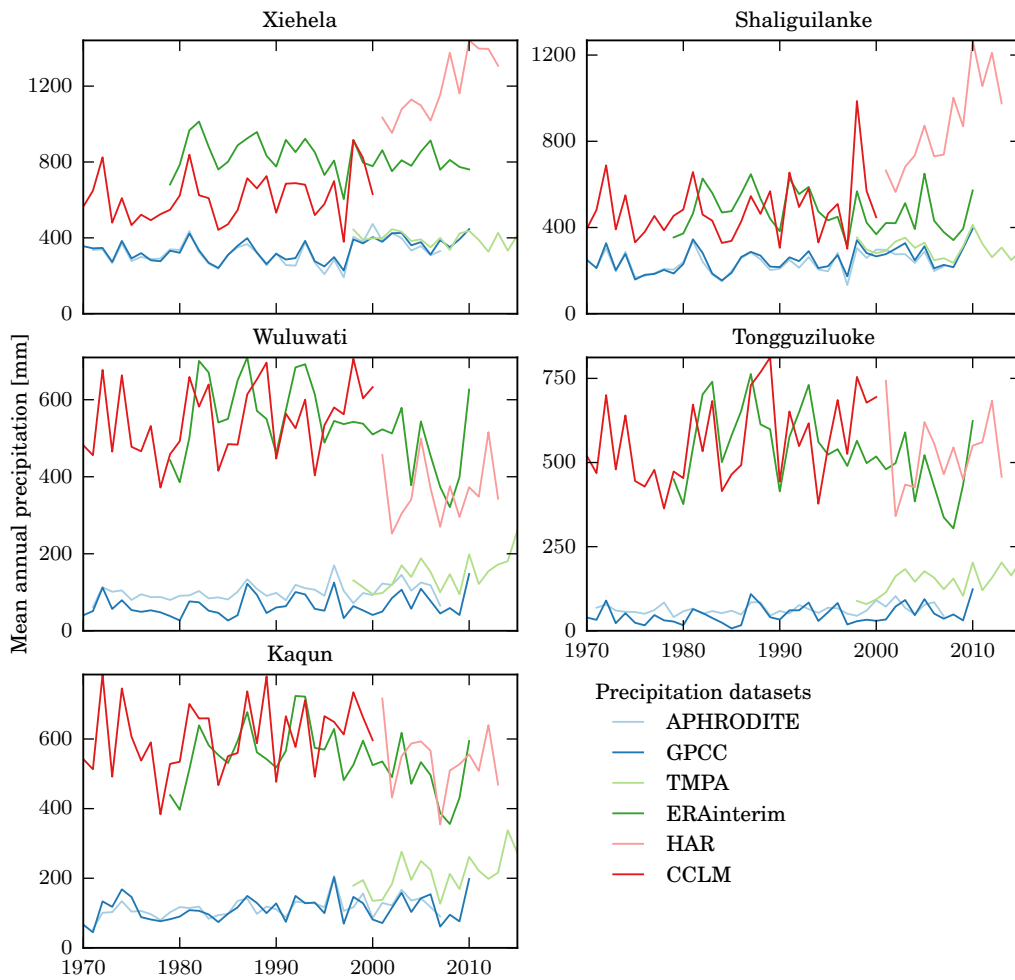 Xiehela
Shaliguilanke
1200
800
400
0
1200
800
400
0
Mean annual precipitation [mm]
Wuluwati
Tongguziluoke
600
400
200
0
750
500
250
0
1970 1980 1990 2000 2010
Kaqun
600
400
200
0
1970 1980 1990 2000 2010
Precipitation datasets
APHRODITE
GPCC
TMPA
ERAinterim
HAR
CCLM